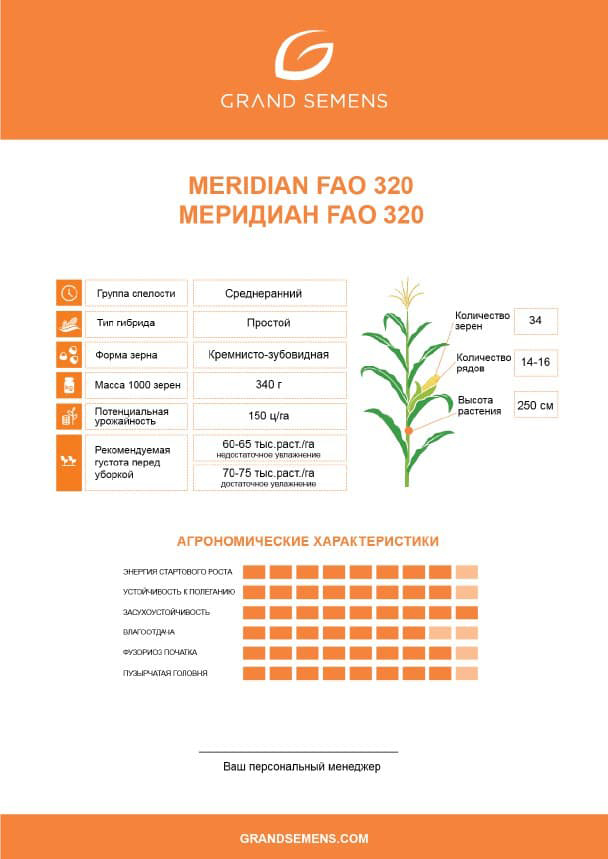 GRAND SEMENS
MERIDIAN FAO 320
МЕРИДИАН FAO 320
Группа спелости
Среднеранний
Тип гибрида
Простой
Форма зерна
Кремнисто-зубовидная
Масса 1000 зерен
340 г
Потенциальная
урожайность
150 ц/га
Рекомендуемая
густота перед
уборкой
60-65 тыс.раст./га
недостаточное увлажнение
70-75 тыс.раст./га
достаточное увлажнение
Количество
зерен
34
Количество
рядов
14-16
Высота
растения
250 см
АГРОНОМИЧЕСКИЕ ХАРАКТЕРИСТИКИ
ЭНЕРГИЯ СТАРТОВОГО РОСТА
УСТОЙЧИВОСТЬ К ПОЛЕГАНИЮ
ЗАСУХОУСТОЙЧИВОСТЬ
ВЛАГООТДАЧА
ФУЗОРИОЗ ПОЧАТКА
ПУЗЫРЧАТАЯ ГОЛОВНЯ
Ваш персональный менеджер
GRANDSEMENS.COM